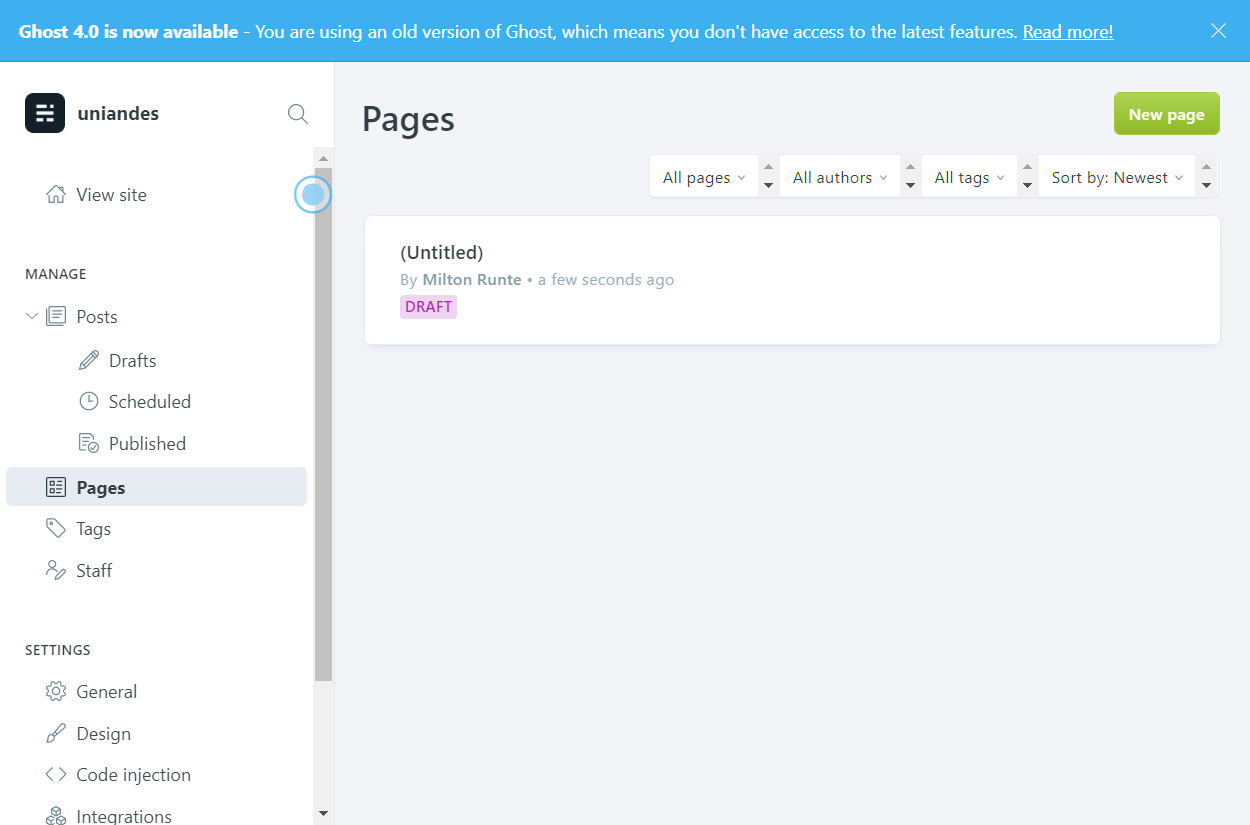 Ghost 4.0 is now available - You are using an old version of Ghost, which means you don't have access to the latest features. Read more!
uniandes
Pages
New page
View site
All pages
All authors
All tags
Sort by: Newest
MANAGE
(Untitled)
By Milton Runte • a few seconds ago
DRAFT
Posts
Drafts
Scheduled
Published
Pages
Tags
Staff
SETTINGS
General
Design
Code injection
Integrations